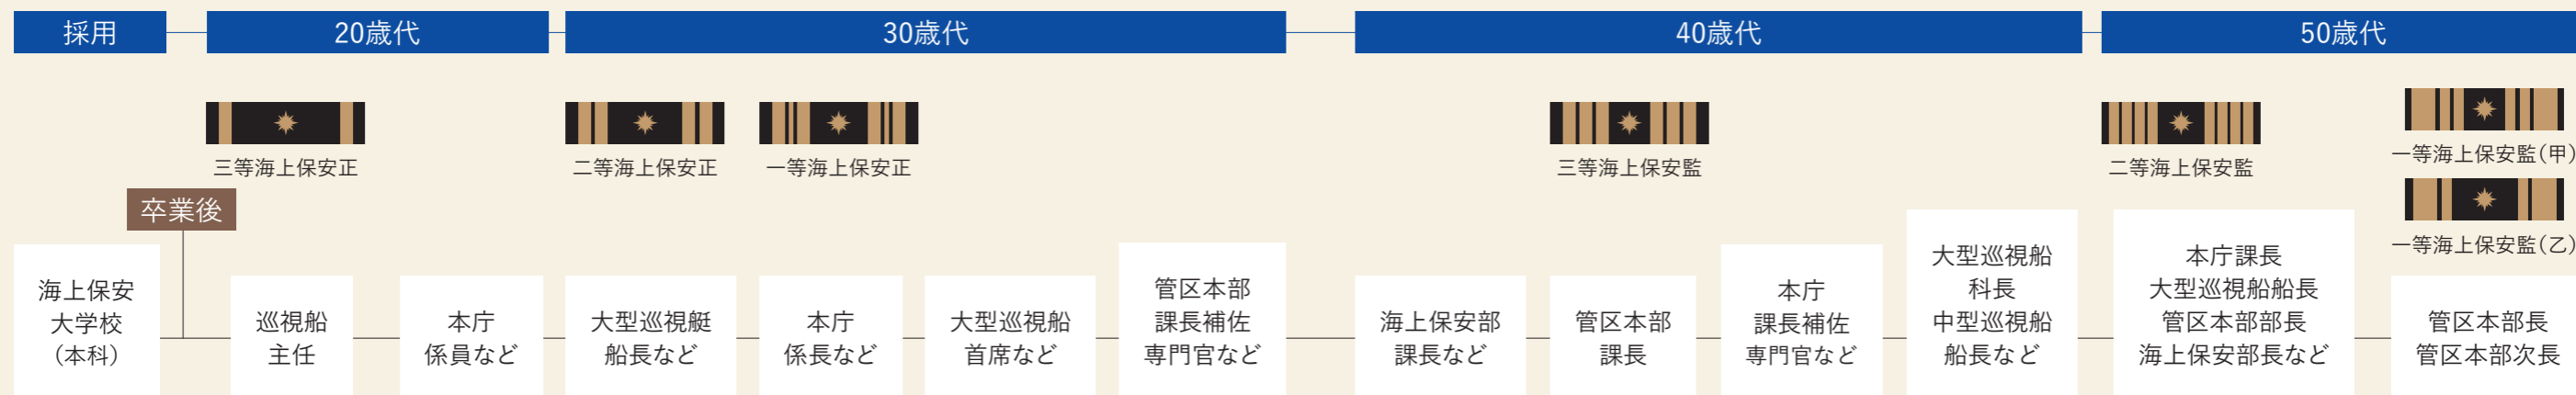 採用
20歳代
30歳代
40歳代
50歳代
三等海上保安正
二等海上保安正
一等海上保安正
三等海上保安監
二等海上保安監
一等海上保安監(甲)
一等海上保安監(乙)
卒業後
海上保安
大学校
(本科)
巡視船
主任
本庁
係員など
大型巡視艇
船長など
本庁
係長など
大型巡視船
首席など
管区本部
課長補佐
専門官など
海上保安部
課長など
管区本部
課長
本庁
課長補佐
専門官など
大型巡視船
科長
中型巡視船
船長など
本庁課長
大型巡視船船長
管区本部部長
海上保安部長など
管区本部長
管区本部次長